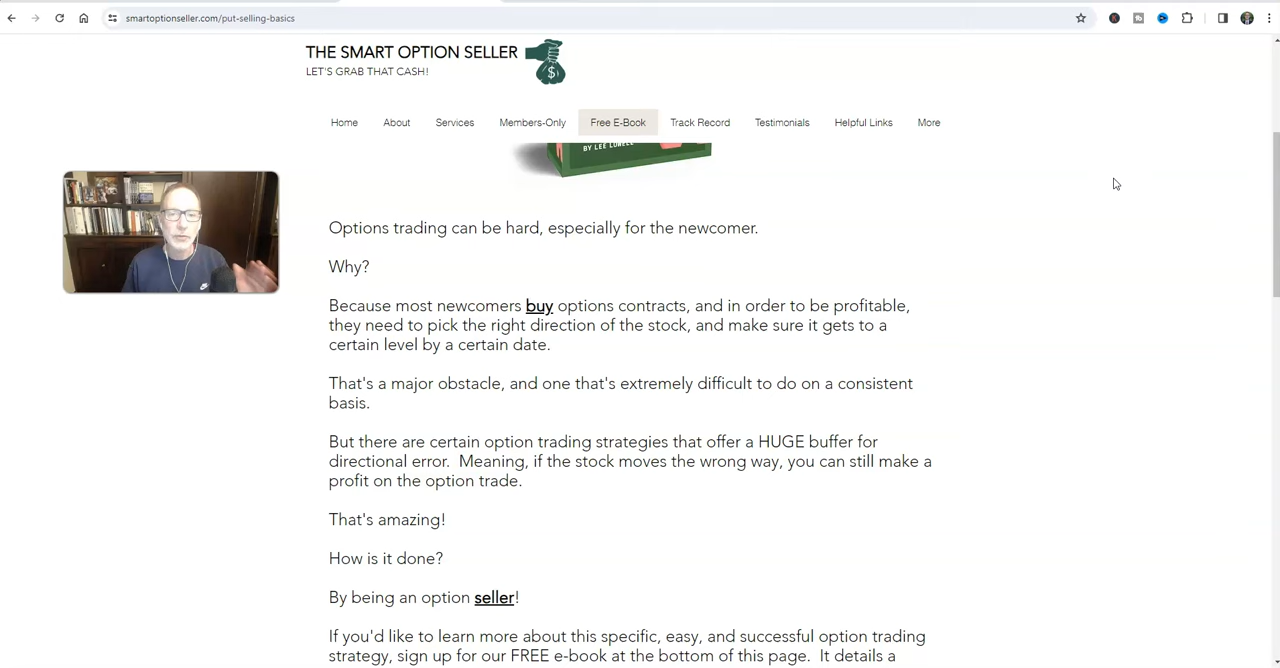 smartoptionseller.com/put-selling-basics
THE SMART OPTION SELLER
LET'S GRAB THAT CASH!
$
Home About Services Members-Only Free E-Book Track Record Testimonials Helpful Links More
BY LEE LOWELL
Options trading can be hard, especially for the newcomer.
Why?
Because most newcomers buy options contracts, and in order to be profitable,
they need to pick the right direction of the stock, and make sure it gets to a
certain level by a certain date.
That's a major obstacle, and one that's extremely difficult to do on a consistent
basis.
But there are certain option trading strategies that offer a HUGE buffer for
directional error.  Meaning, if the stock moves the wrong way, you can still make a
profit on the option trade.
That's amazing!
How is it done?
By being an option seller!
If you'd like to learn more about this specific, easy, and successful option trading
strategy, sign up for our FREE e-book at the bottom of this page.  It details a